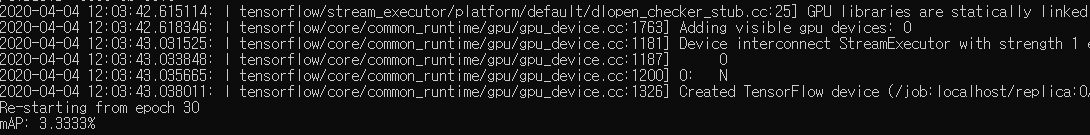 2020-04-04 12:03:42.615114: I tensorflow/stream_executor/platform/default/dlopen_checker_stub.cc:25] GPU libraries are statically linked
2020-04-04 12:03:42.618346: I tensorflow/core/common_runtime/gpu/gpu_device.cc:1763] Adding visible gpu devices: 0
2020-04-04 12:03:43.031525: I tensorflow/core/common_runtime/gpu/gpu_device.cc:1181] Device interconnect StreamExecutor with strength 1
2020-04-04 12:03:43.033848: I tensorflow/core/common_runtime/gpu/gpu_device.cc:1187]      0
2020-04-04 12:03:43.035665: I tensorflow/core/common_runtime/gpu/gpu_device.cc:1200] 0:   N
2020-04-04 12:03:43.038011: I tensorflow/core/common_runtime/gpu/gpu_device.cc:1326] Created TensorFlow device (/job:localhost/replica:0/
Re-starting from epoch 30
mAP: 3.3333%